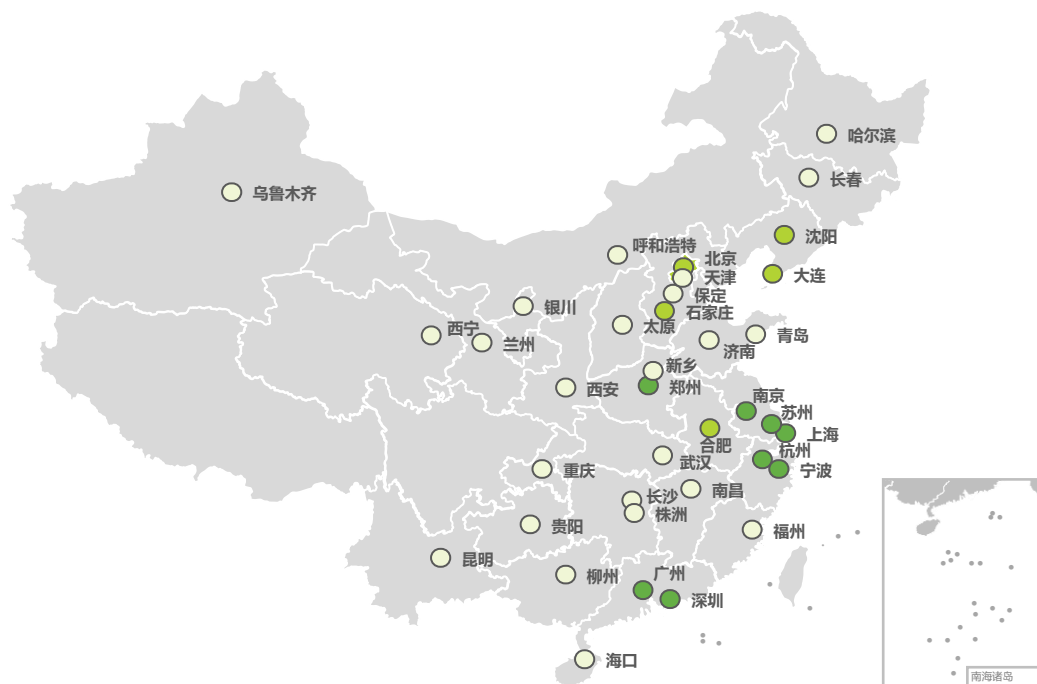 哈尔滨
长春
乌鲁木齐
沈阳
呼和浩特
北京
大连
天津
保定
银川
石家庄
太原
西宁
青岛
兰州
济南
新乡
西安
郑州
南京
苏州
上海
合肥
杭州
武汉
重庆
宁波
南昌
长沙
株洲
贵阳
福州
昆明
广州
柳州
深圳
海口
南海诸岛